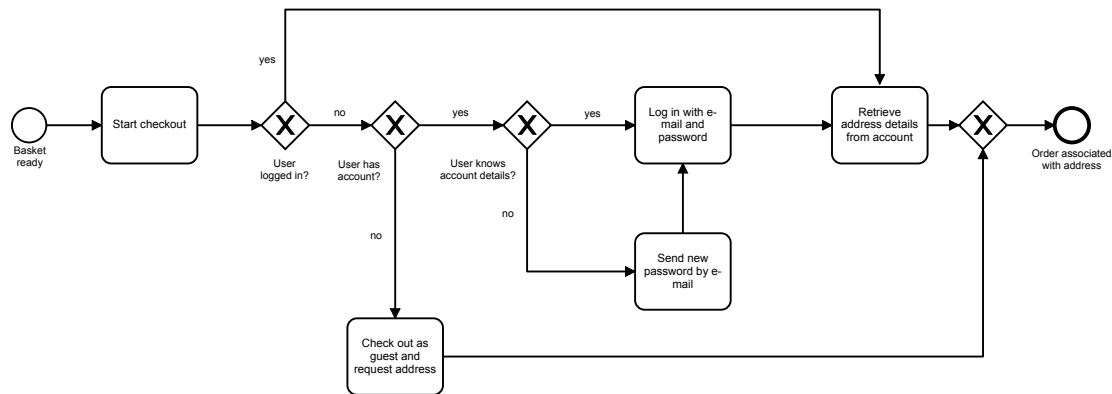 yes
Start checkout
no
yes
yes
Log in with e-
mail and
password
Retrieve
address details
from account
X
X
X
X
Basket
ready
User
logged in?
User has
account?
User knows
account details?
Order associated
with address
no
no
Send new
password by e-
mail
Check out as
guest and
request address